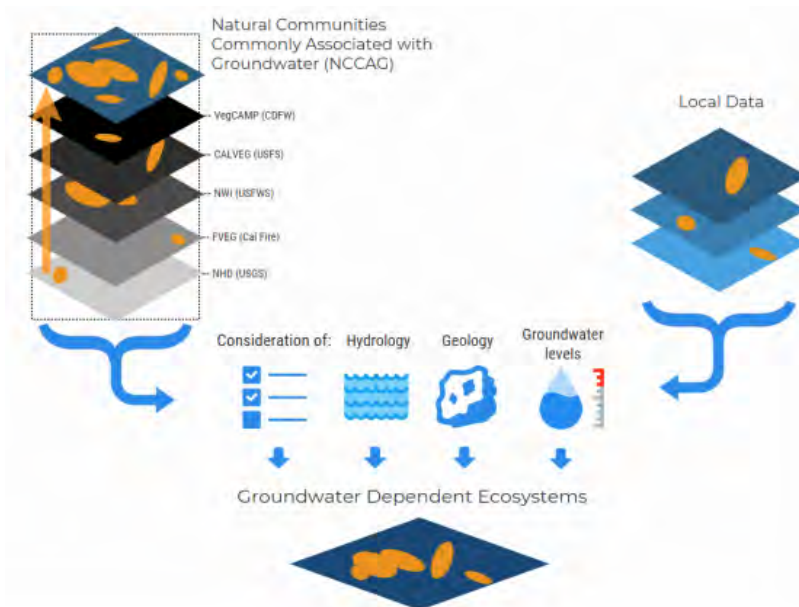 Natural Communities
Commonly Associated with
Groundwater (NCCAG)
VegCAMP (CDFW)
CALVEG (USFS)
NWI (USFWS)
FVEG (Cal Fire)
NHD (USGS)
Local Data
Consideration of:
Hydrology
Geology
Groundwater
levels
Groundwater Dependent Ecosystems